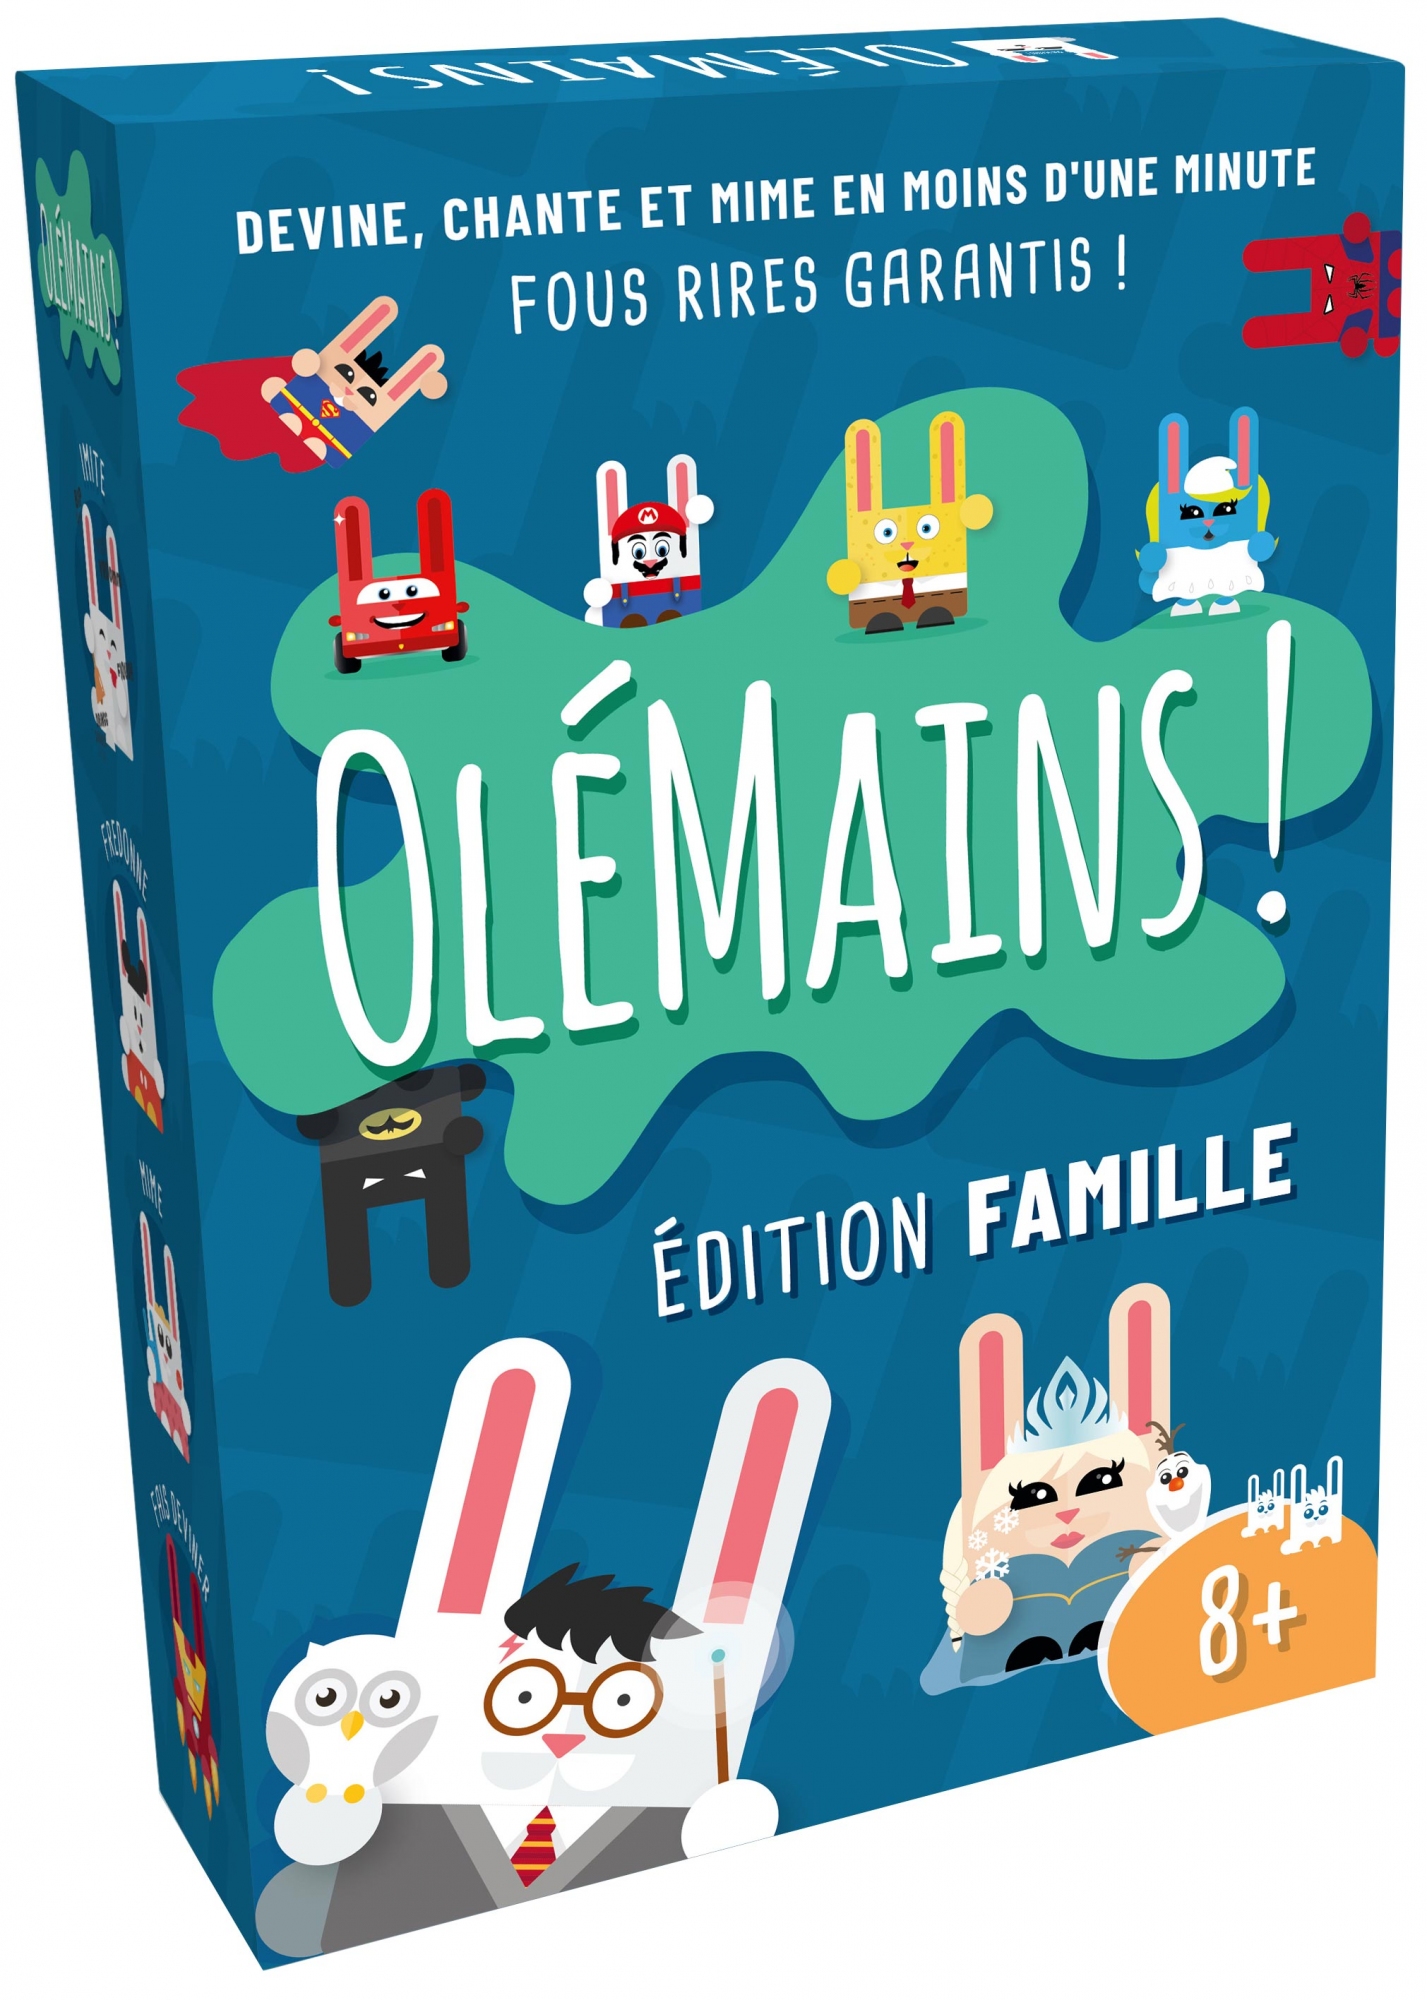 OLÉMAINS !
DEVINE, CHANTE ET MIME EN MOINS D'UNE MINUTE
FOUS RIRES GARANTIS !
M
OLÉMAINS !
ÉDITION FAMILLE
8+
OLÉMAINS !
IMITE
FREDONNE
MIME
FAIS DEVINER